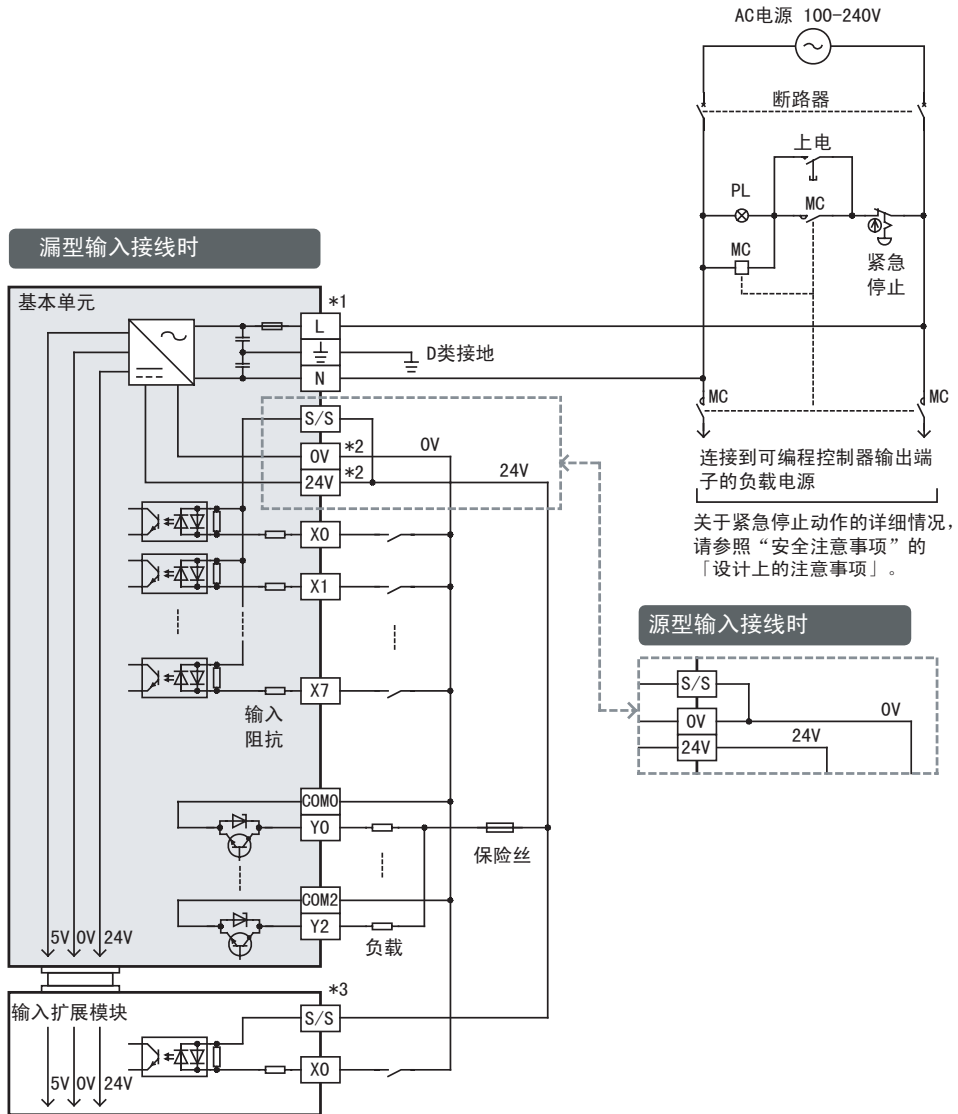 AC电源 100-240V
断路器
上电
PL
MC
MC
紧急
停止
漏型输入接线时
基本单元
*1
L
D类接地
N
MC
MC
S/S
0V
*2
0V
24V
*2
24V
连接到可编程控制器输出端
子的负载电源
关于紧急停止动作的详细情况，
请参照“安全注意事项”的
「设计上的注意事项」。
X0
X1
X7
输入
阻抗
源型输入接线时
S/S
0V
0V
24V
24V
COM0
Y0
保险丝
COM2
Y2
负载
5V 0V 24V
*3
输入扩展模块
S/S
X0
5V 0V 24V